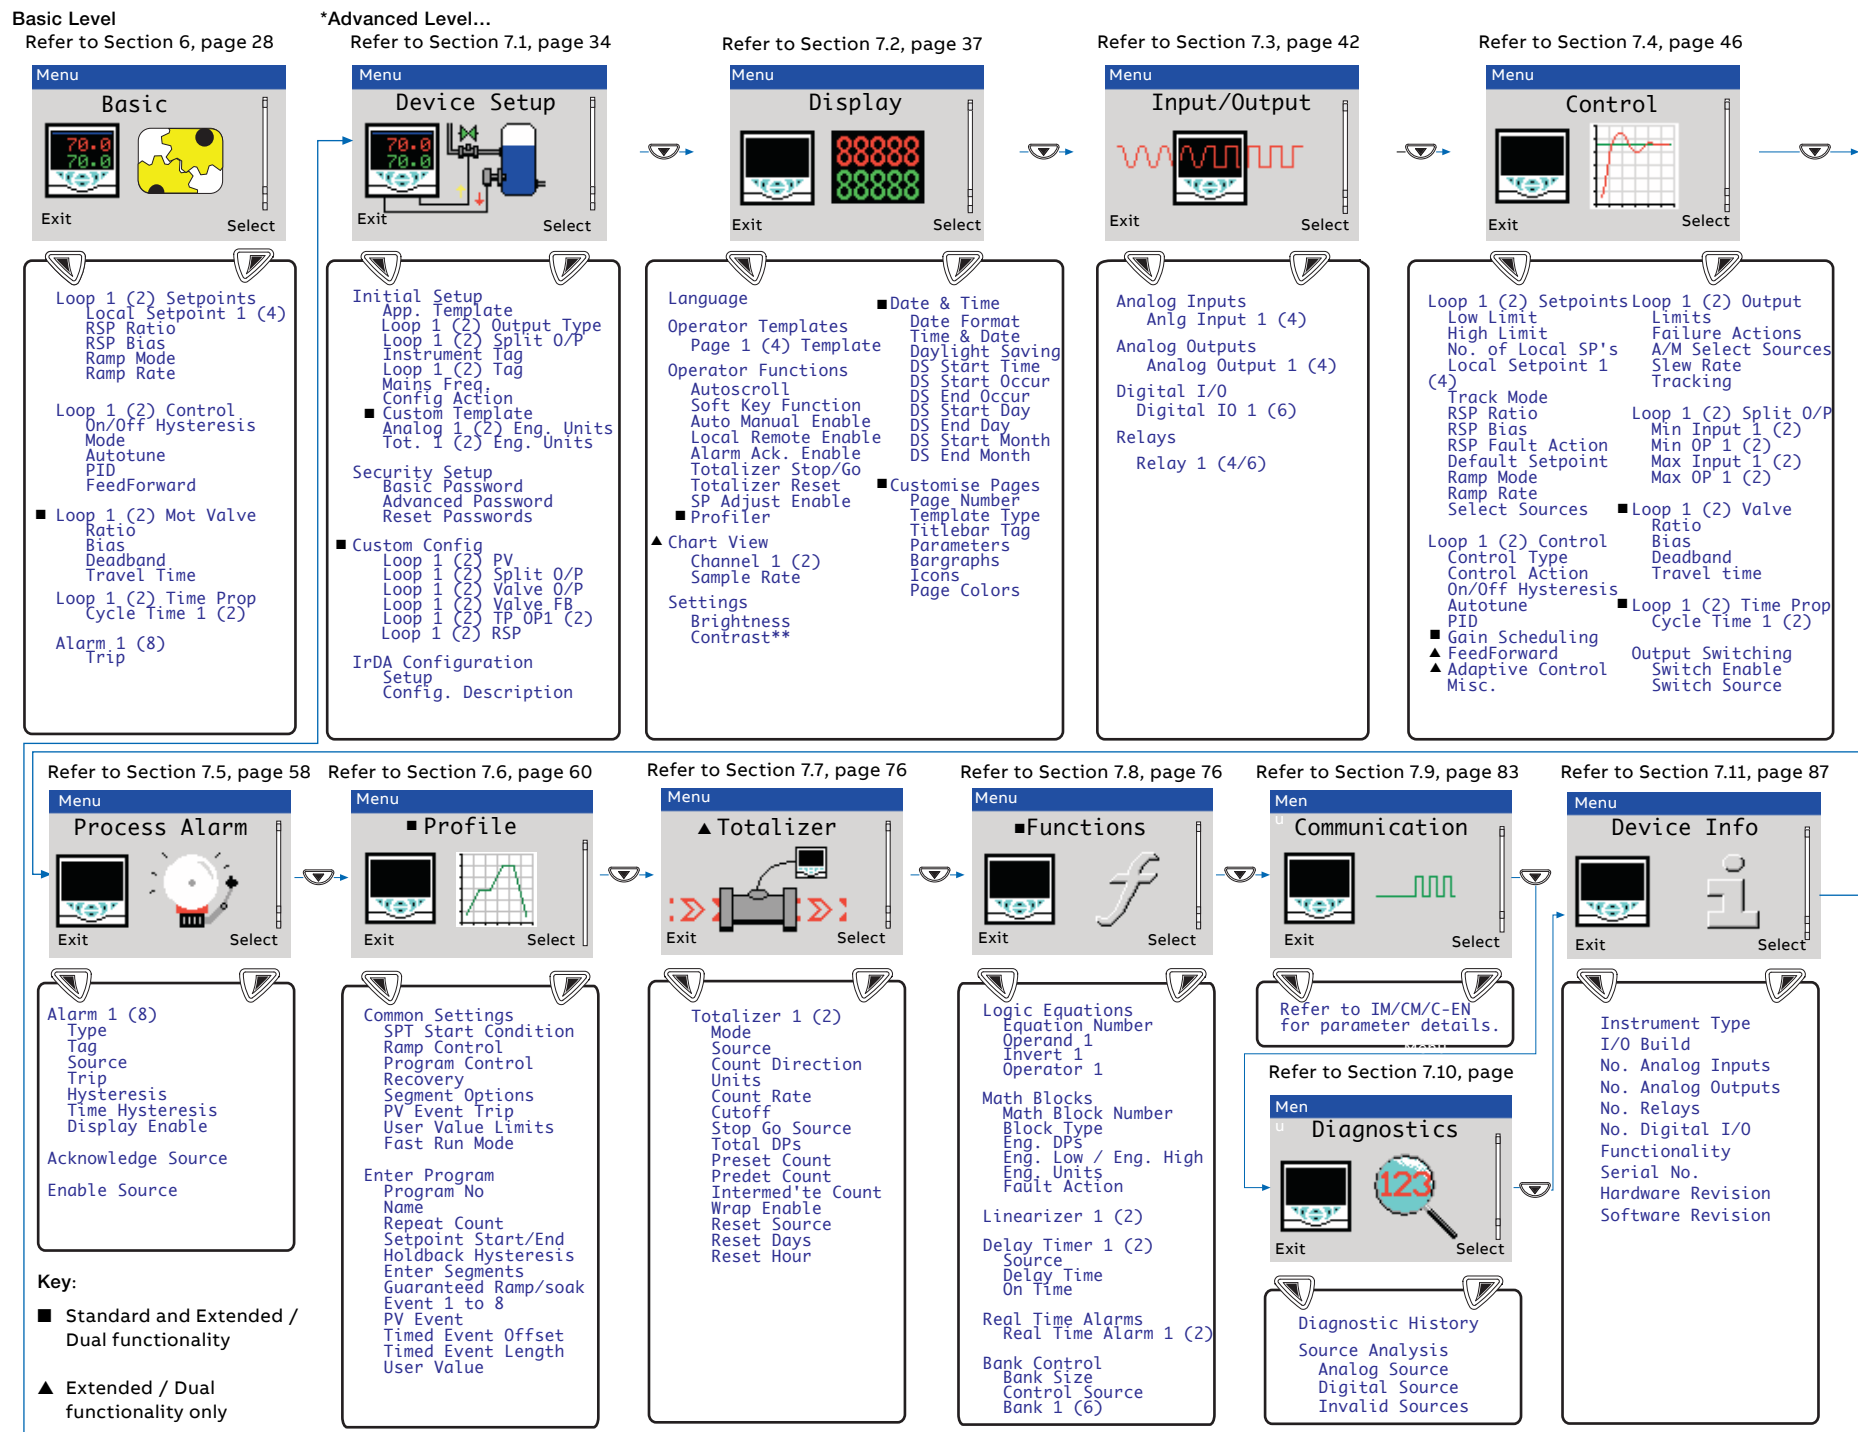 Basic Level
Refer to Section 6, page 28
Menu
Basic
70.0
70.0
Exit
Select
Loop 1 (2) Setpoints
Local Setpoint 1 (4)
RSP Ratio
RSP Bias
Ramp Mode
Ramp Rate
Loop 1 (2) Control
On/Off Hysteresis
Mode
Autotune
PID
FeedForward
■ Loop 1 (2) Mot Valve
Ratio
Bias
Deadband
Travel Time
Loop 1 (2) Time Prop
Cycle Time 1 (2)
Alarm 1 (8)
Trip
*Advanced Level...
Refer to Section 7.1, page 34
Menu
Device Setup
70.0
70.0
Exit
Select
Initial Setup
App. Template
Loop 1 (2) Output Type
Loop 1 (2) Split O/P
Instrument Tag
Loop 1 (2) Tag
Mains Freq.
Config Action
■ Custom Template
Analog 1 (2) Eng. Units
Tot. 1 (2) Eng. Units
Security Setup
Basic Password
Advanced Password
Reset Passwords
■ Custom Config
Loop 1 (2) PV
Loop 1 (2) Split O/P
Loop 1 (2) Valve O/P
Loop 1 (2) Valve FB
Loop 1 (2) TP OP1 (2)
Loop 1 (2) RSP
IrDA Configuration
Setup
Config. Description
Refer to Section 7.2, page 37
Menu
Display
88888
88888
Exit
Select
Language
Operator Templates
Page 1 (4) Template
Operator Functions
Autoscroll
Soft Key Function
Auto Manual Enable
Local Remote Enable
Alarm Ack. Enable
Totalizer Stop/Go
Totalizer Reset
SP Adjust Enable
■ Profiler
▲ Chart View
Channel 1 (2)
Sample Rate
Settings
Brightness
Contrast**
■ Date & Time
Date Format
Time & Date
Daylight Saving
DS Start Time
DS Start Occur
DS End Occur
DS Start Day
DS End Day
DS Start Month
DS End Month
■ Customise Pages
Page Number
Template Type
Titlebar Tag
Parameters
Bargraphs
Icons
Page Colors
Refer to Section 7.3, page 42
Menu
Input/Output
Exit
Select
Analog Inputs
Anlg Input 1 (4)
Analog Outputs
Analog Output 1 (4)
Digital I/O
Digital IO 1 (6)
Relays
Relay 1 (4/6)
Refer to Section 7.4, page 46
Menu
Control
Exit
Select
Loop 1 (2) Setpoints
Low Limit
High Limit
No. of Local SP's
Local Setpoint 1
(4)
Track Mode
RSP Ratio
RSP Bias
RSP Fault Action
Default Setpoint
Ramp Mode
Ramp Rate
Select Sources
Loop 1 (2) Control
Control Type
Control Action
On/Off Hysteresis
Autotune
PID
■ Gain Scheduling
▲ FeedForward
▲ Adaptive Control
Misc.
Loop 1 (2) Output
Limits
Failure Actions
A/M Select Sources
Slew Rate
Tracking
Loop 1 (2) Split O/P
Min Input 1 (2)
Min OP 1 (2)
Max Input 1 (2)
Max OP 1 (2)
■ Loop 1 (2) Valve
Ratio
Bias
Deadband
Travel time
■ Loop 1 (2) Time Prop
Cycle Time 1 (2)
Output Switching
Switch Enable
Switch Source
Refer to Section 7.5, page 58
Menu
Process Alarm
Exit
Select
Alarm 1 (8)
Type
Tag
Source
Trip
Hysteresis
Time Hysteresis
Display Enable
Acknowledge Source
Enable Source
Refer to Section 7.6, page 60
Menu
■ Profile
Exit
Select
Common Settings
SPT Start Condition
Ramp Control
Program Control
Recovery
Segment Options
PV Event Trip
User Value Limits
Fast Run Mode
Enter Program
Program No
Name
Repeat Count
Setpoint Start/End
Holdback Hysteresis
Enter Segments
Guaranteed Ramp/soak
Event 1 to 8
PV Event
Timed Event Offset
Timed Event Length
User Value
Refer to Section 7.7, page 76
Menu
▲ Totalizer
Exit
Select
Totalizer 1 (2)
Mode
Source
Count Direction
Units
Count Rate
Cutoff
Stop Go Source
Total DPs
Preset Count
Predet Count
Intermed'te Count
Wrap Enable
Reset Source
Reset Days
Reset Hour
Refer to Section 7.8, page 76
Menu
■Functions
Exit
Select
Logic Equations
Equation Number
Operand 1
Invert 1
Operator 1
Math Blocks
Math Block Number
Block Type
Eng. DPs
Eng. Low / Eng. High
Eng. Units
Fault Action
Linearizer 1 (2)
Delay Timer 1 (2)
Source
Delay Time
On Time
Real Time Alarms
Real Time Alarm 1 (2)
Bank Control
Bank Size
Control Source
Bank 1 (6)
Refer to Section 7.9, page 83
Men
u
Communication
Exit
Select
Refer to IM/CM/C-EN
for parameter details.
Refer to Section 7.10, page
Men
u
Diagnostics
123
Exit
Select
Diagnostic History
Source Analysis
Analog Source
Digital Source
Invalid Sources
Refer to Section 7.11, page 87
Menu
Device Info
Exit
Select
Instrument Type
I/O Build
No. Analog Inputs
No. Analog Outputs
No. Relays
No. Digital I/O
Functionality
Serial No.
Hardware Revision
Software Revision
Key:
■ Standard and Extended /
Dual functionality
▲ Extended / Dual
functionality only